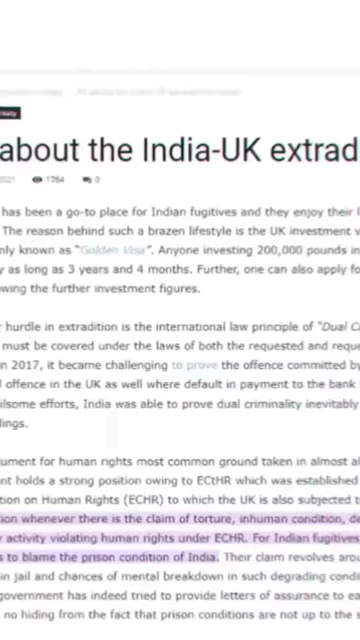 about the India-UK extrad
2021 1764 0
has been a go-to place for Indian fugitives and they enjoy their l
The reason behind such a brazen lifestyle is the UK investment v
nly known as "Golden Visa". Anyone investing 200,000 pounds in
y as long as 3 years and 4 months. Further, one can also apply fo
wing the further investment figures.
r hurdle in extradition is the international law principle of "Dual C
must be covered under the laws of both the requested and reque
in 2017, it became challenging to prove the offence committed by
l offence in the UK as well where default in payment to the bank
ilsome efforts, India was able to prove dual criminality inevitably
dings.
ument for human rights most common ground taken in almost al
nt holds a strong position owing to ECtHR which was established
tion on Human Rights (ECHR) to which the UK is also subjected t
ion whenever there is the claim of torture, inhuman condition, de
y activity violating human rights under ECHR. For Indian fugitives
s to blame the prison condition of India. Their claim revolves arou
in jail and chances of mental breakdown in such degrading condi
government has indeed tried to provide letters of assurance to ea
no hiding from the fact that prison conditions are not up to the s